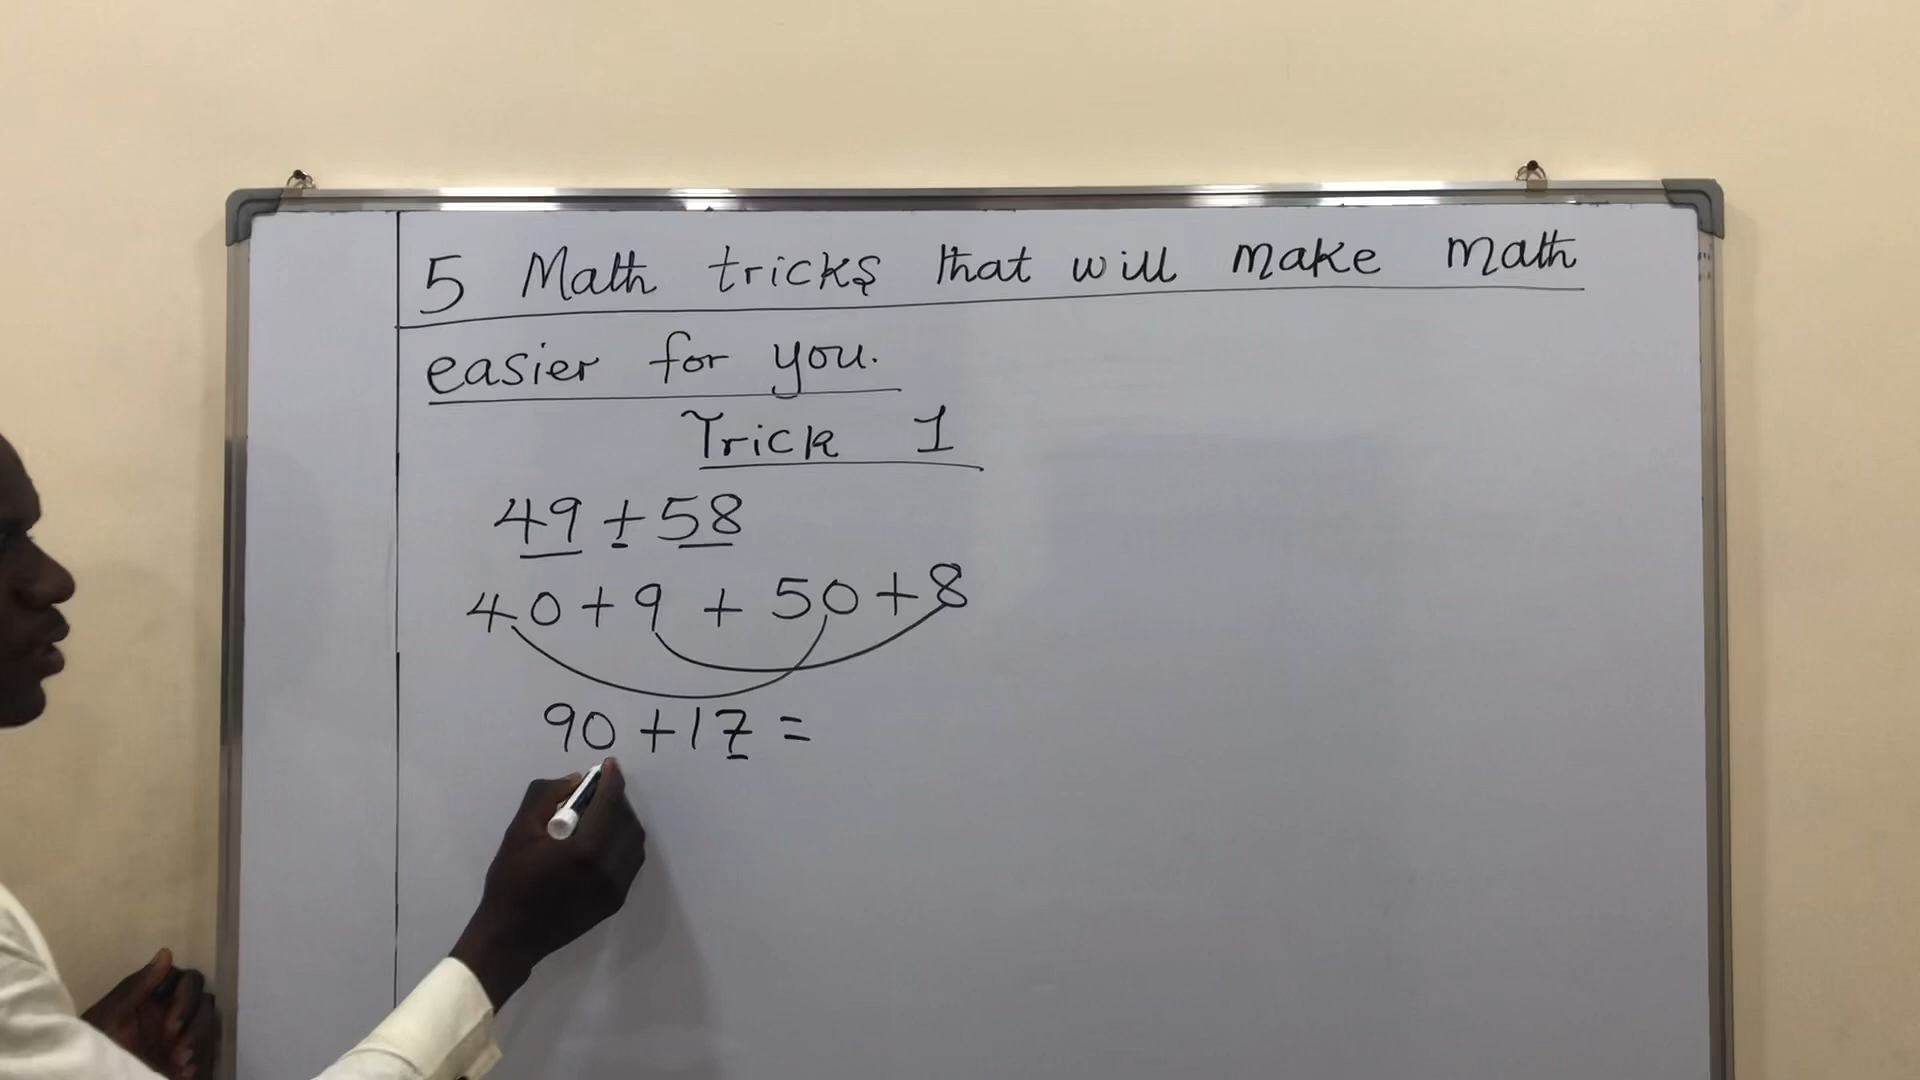 5 Math tricks that will make math
easier for you.
Trick 1
49 + 58
40 + 9 + 50 + 8
90 + 17 =